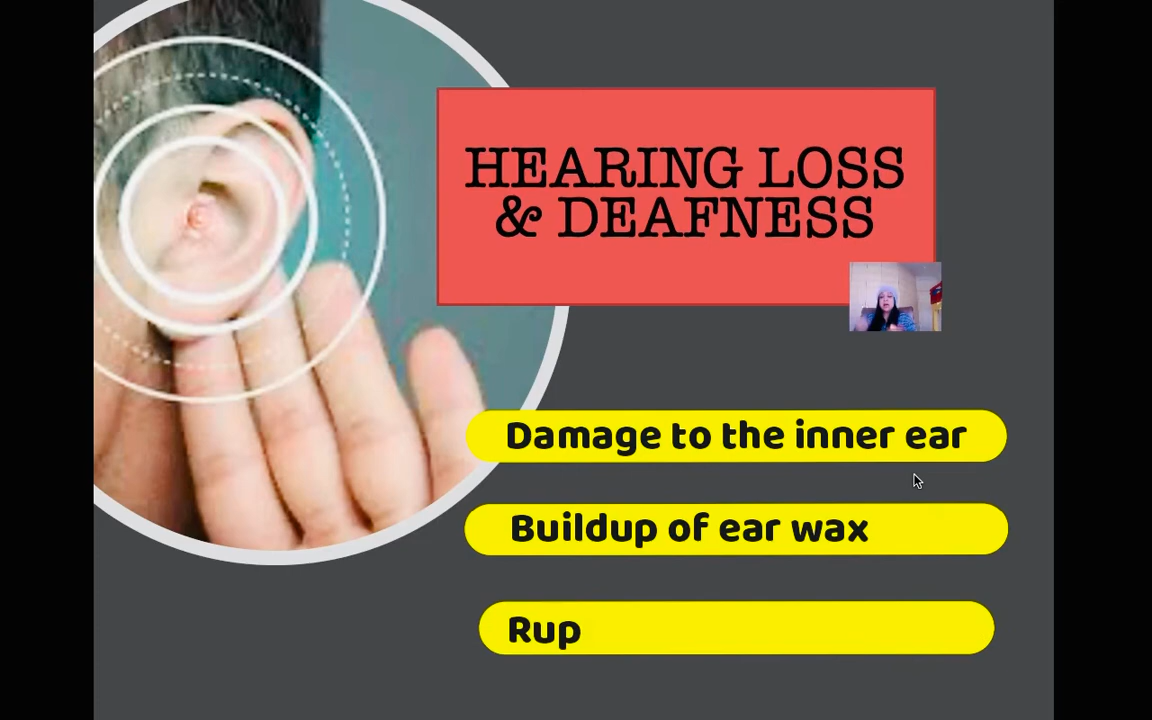 HEARING LOSS
& DEAFNESS
Damage to the inner ear
Buildup of ear wax
Rup